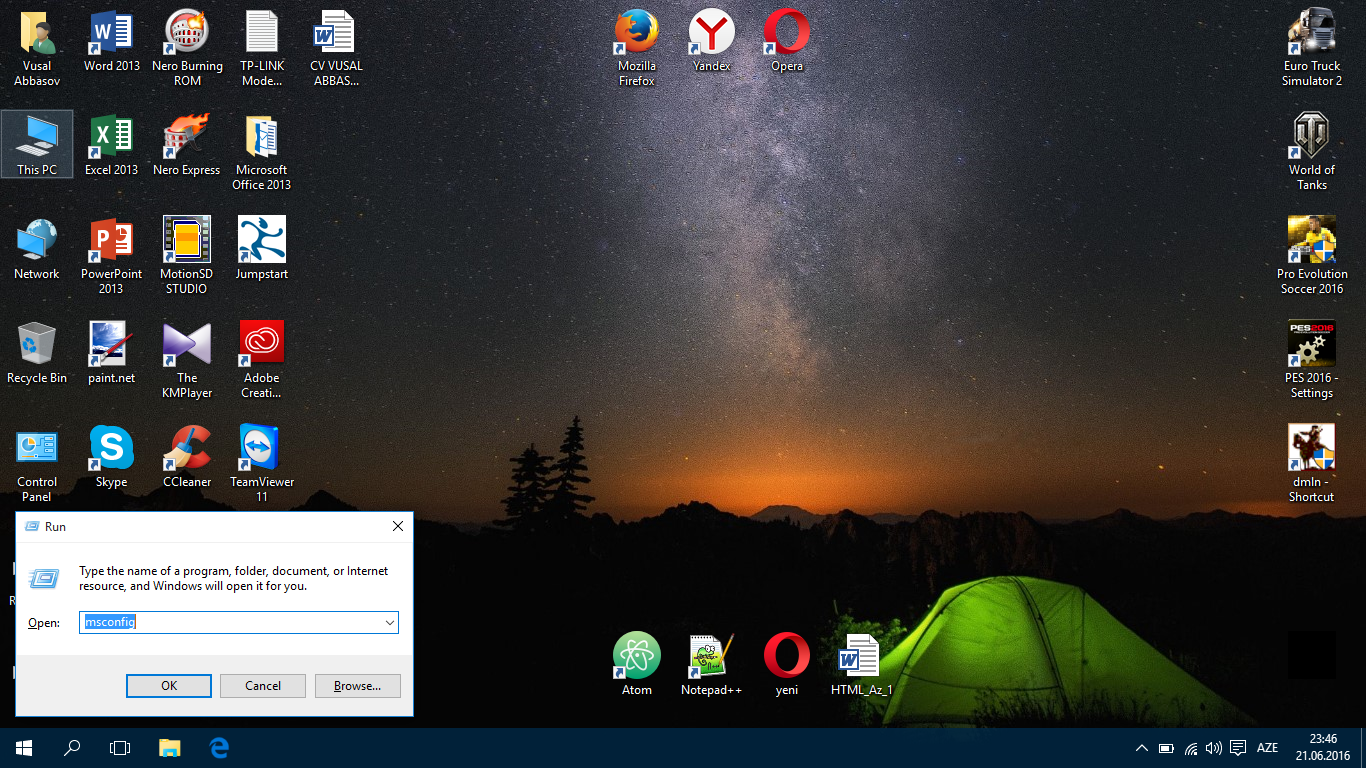 Vusal
Abbasov
Word 2013
Nero Burning
ROM
TP-LINK
Mode...
CV VUSAL
ABBAS...
Mozilla
Firefox
Yandex
Opera
Euro Truck
Simulator 2
This PC
Excel 2013
Nero Express
Microsoft
Office 2013
World of
Tanks
Network
PowerPoint
2013
MotionSD
STUDIO
Jumpstart
Pro Evolution
Soccer 2016
Recycle Bin
paint.net
The
KMPlayer
Adobe
Creati...
PES2016
PES 2016 -
Settings
Control
Panel
Skype
CCleaner
TeamViewer
11
dmln -
Shortcut
Run
Type the name of a program, folder, document, or Internet
resource, and Windows will open it for you.
Open:
msconfig
OK
Cancel
Browse...
Atom
Notepad++
yeni
HTML_Az_1
AZE
23:46
21.06.2016